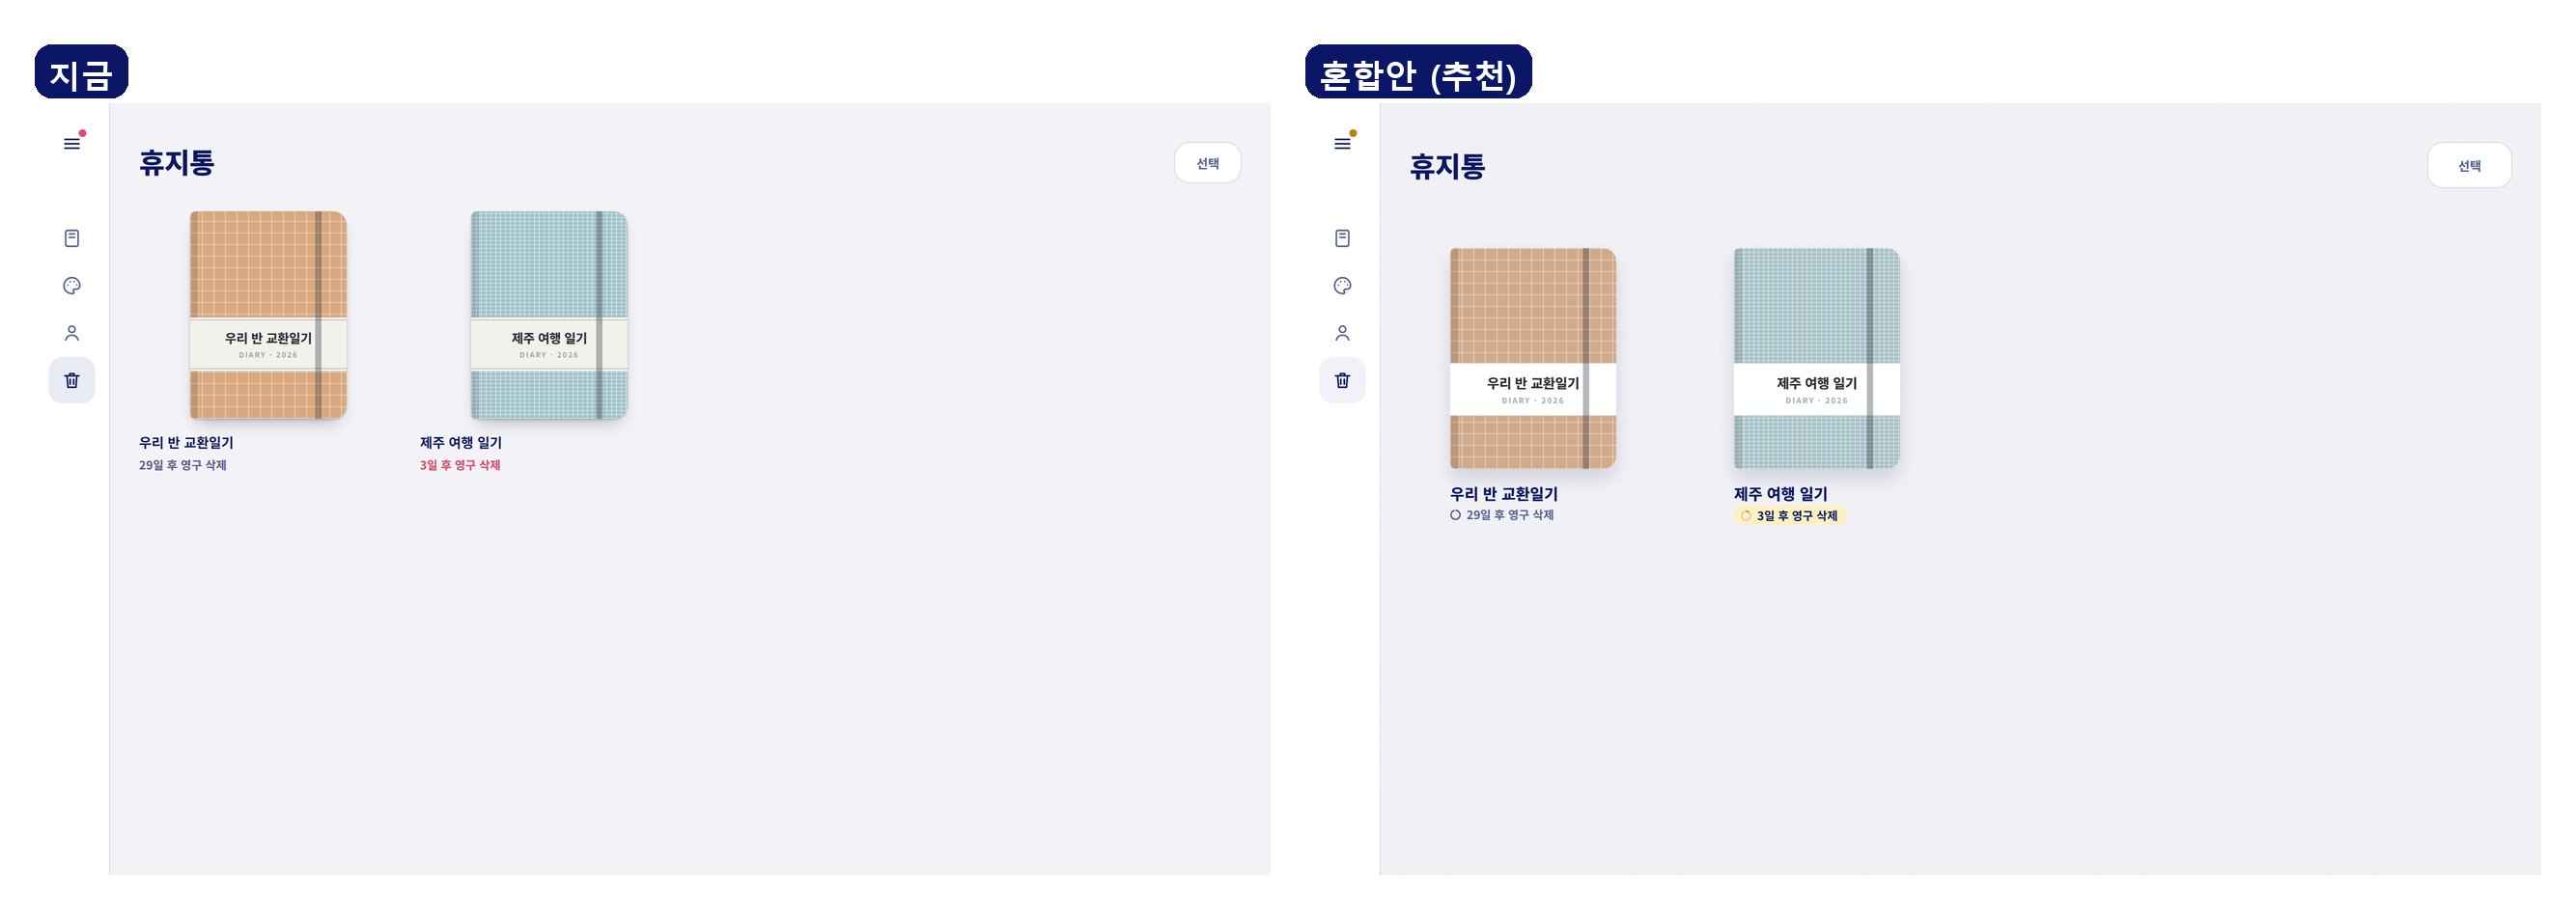 지금
휴지통
선택
우리 반 교환일기
DIARY · 2026
제주 여행 일기
DIARY · 2026
우리 반 교환일기
29일 후 영구 삭제
제주 여행 일기
3일 후 영구 삭제
혼합안 (추천)
휴지통
선택
우리 반 교환일기
DIARY · 2026
제주 여행 일기
DIARY · 2026
우리 반 교환일기
29일 후 영구 삭제
제주 여행 일기
3일 후 영구 삭제